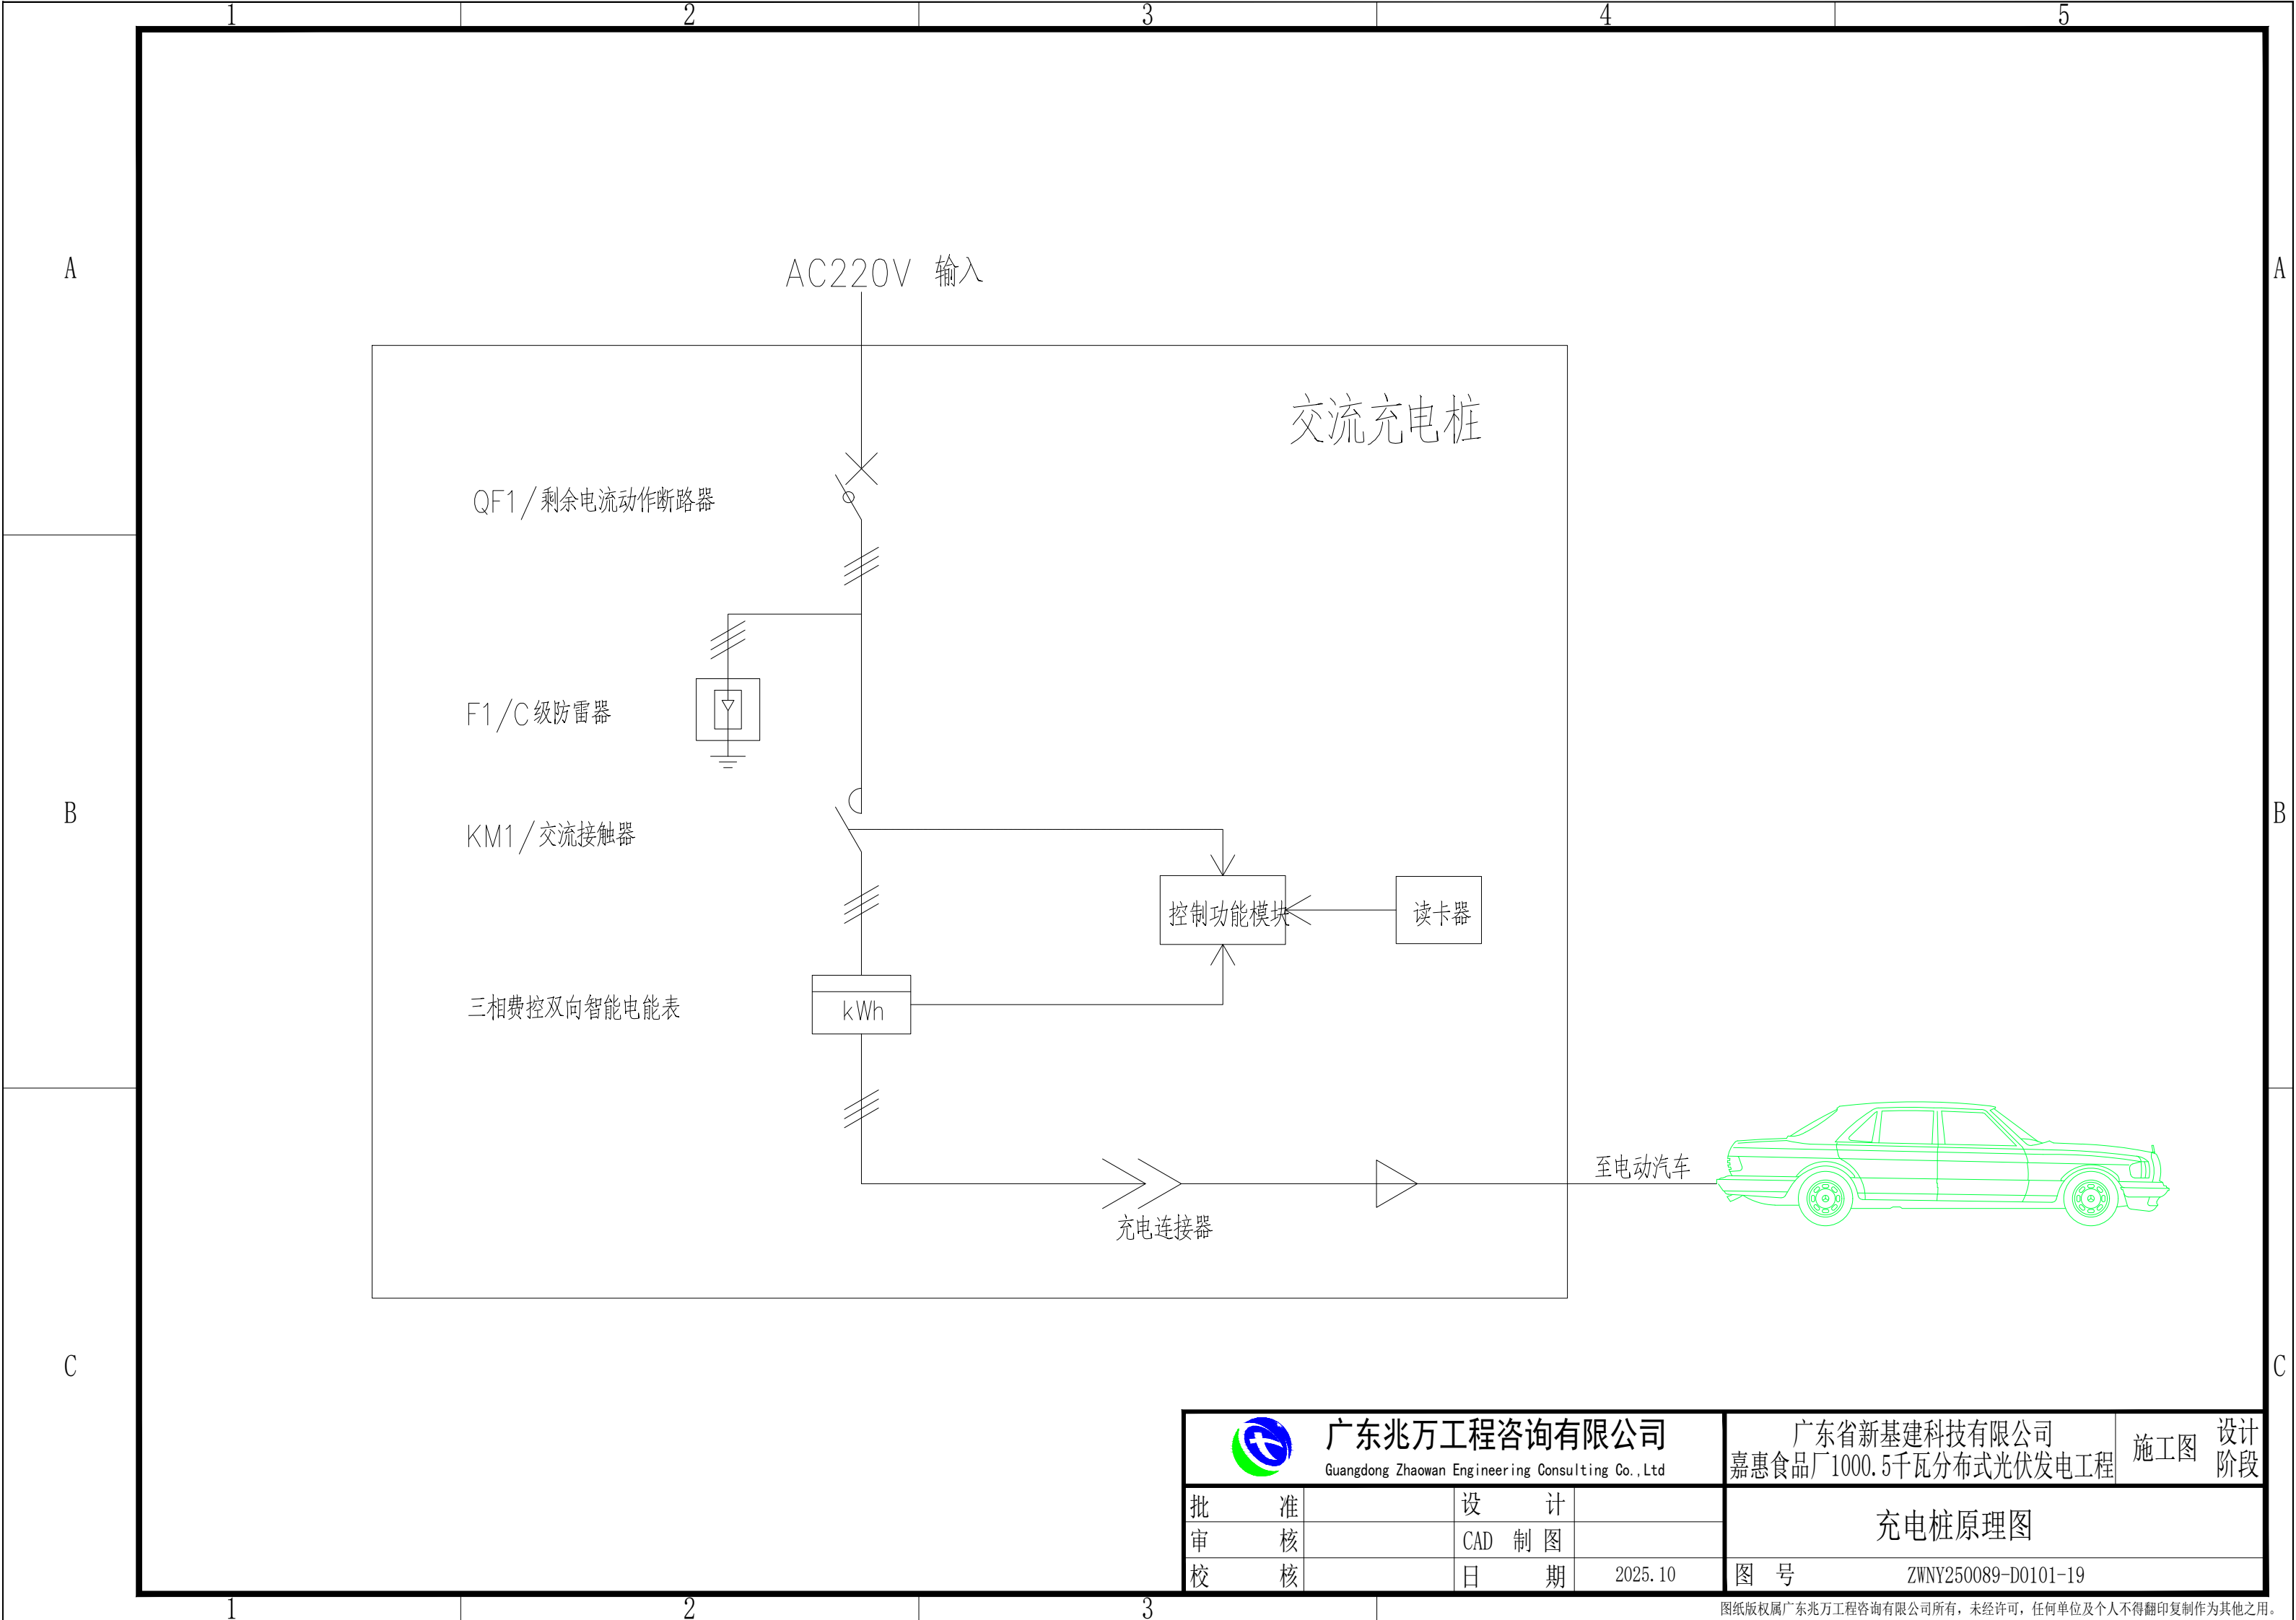 1 2 3 4 5
A A
AC220V 输入
交流充电桩
QF1/剩余电流动作断路器
F1/C级防雷器
B B
KM1/交流接触器
控制功能模块
读卡器
三相费控双向智能电能表
kWh
至电动汽车
充电连接器
C C
广东兆万工程咨询有限公司
Guangdong Zhaowan Engineering Consulting Co.,Ltd
广东省新基建科技有限公司
嘉惠食品厂1000.5千瓦分布式光伏发电工程
施工图
设计
阶段
批 准
设 计
审 核
CAD 制 图
充电桩原理图
校 核
日 期
2025.10
图 号
ZWNY250089-D0101-19
1 2 3
图纸版权属广东兆万工程咨询有限公司所有，未经许可，任何单位及个人不得翻印复制作为其他之用。